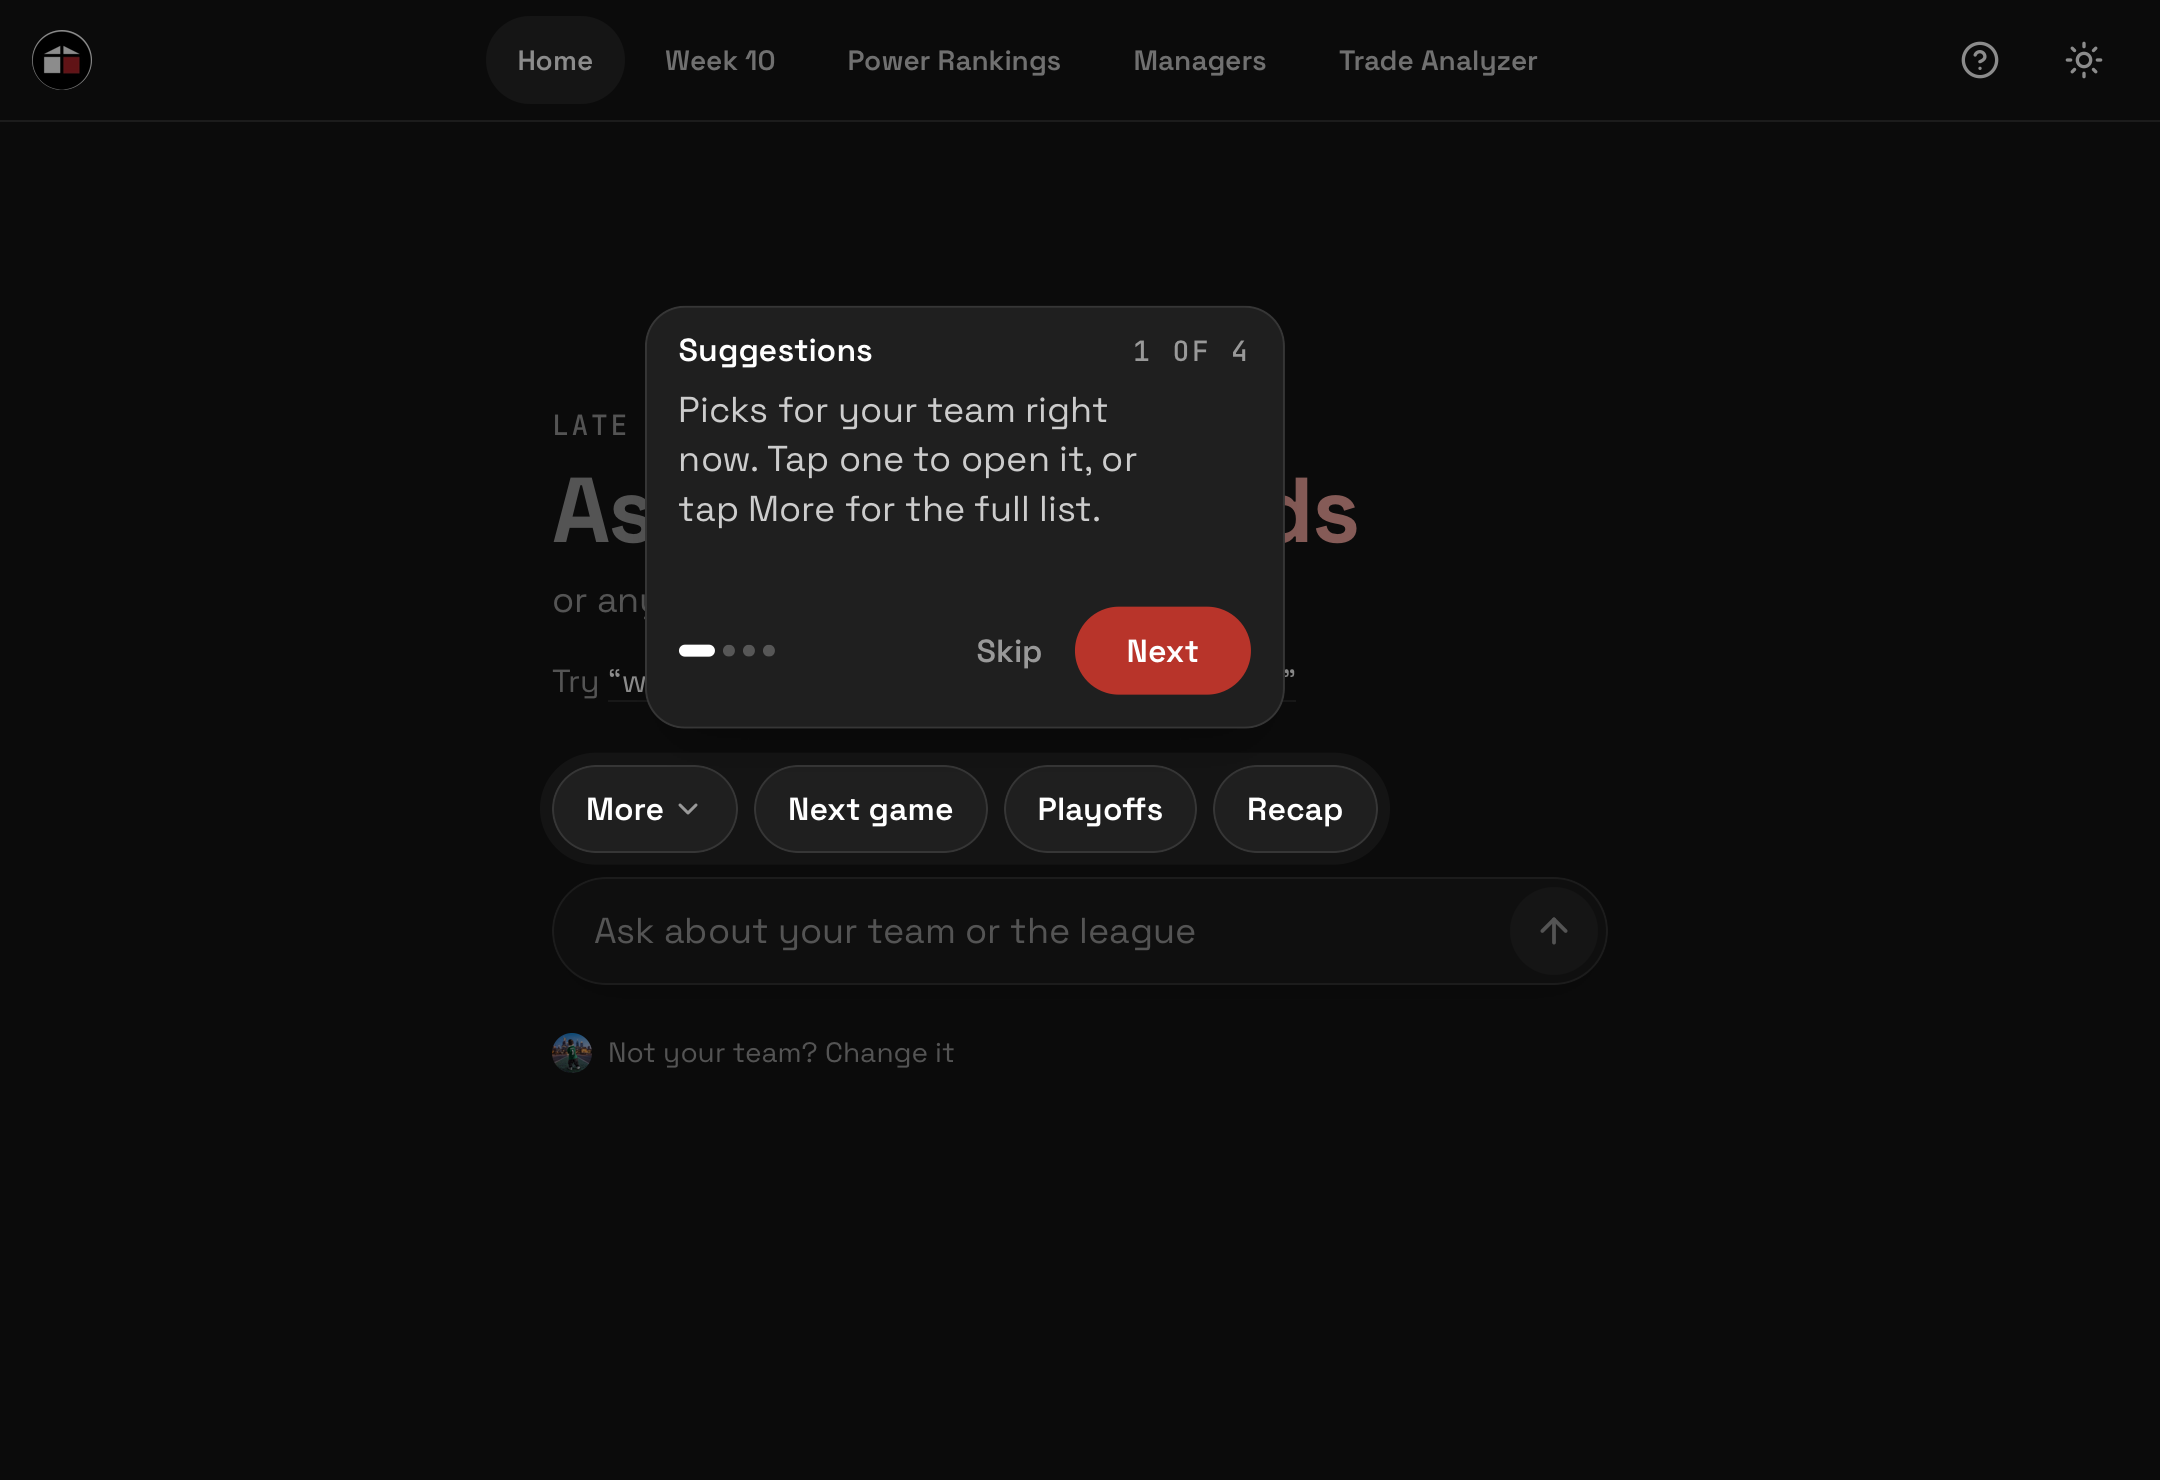 Home Week 10 Power Rankings Managers Trade Analyzer
Suggestions 1 OF 4
Picks for your team right
now. Tap one to open it, or
tap More for the full list.
LATE
or
Try
Skip Next
More Next game Playoffs Recap
Ask about your team or the league
Not your team? Change it